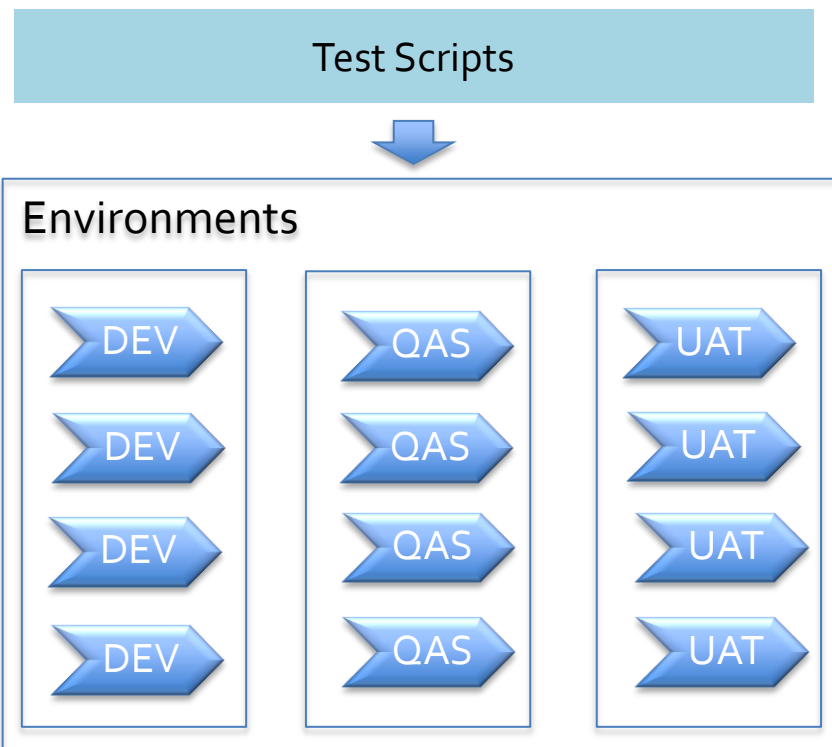 Test Scripts
Environments
DEV
QAS
UAT
DEV
QAS
UAT
DEV
QAS
UAT
DEV
QAS
UAT